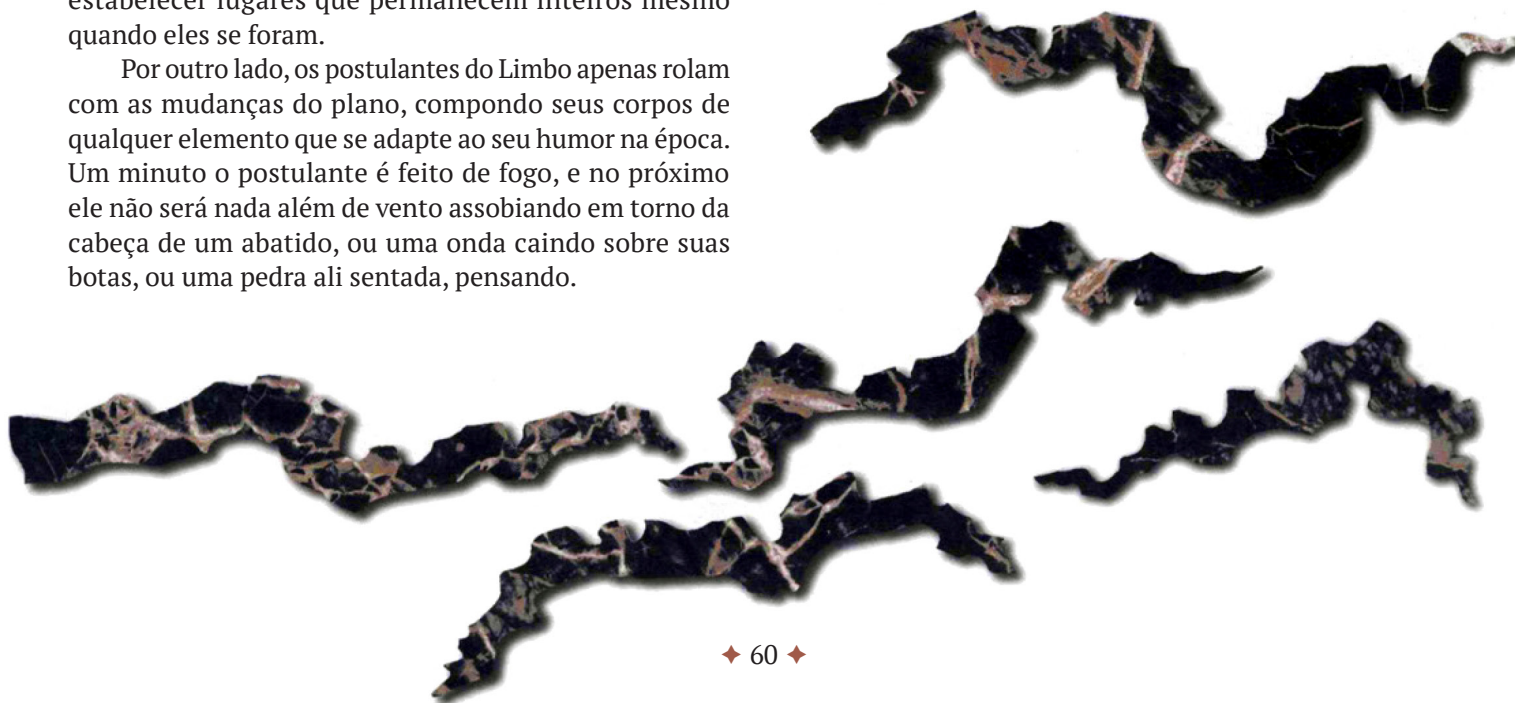 estabelecer lugares que permanecem inteiros mesmo
quando eles se foram.
Por outro lado, os postulantes do Limbo apenas rolam
com as mudanças do plano, compondo seus corpos de
qualquer elemento que se adapte ao seu humor na época.
Um minuto o postulante é feito de fogo, e no próximo
ele não será nada além de vento assobiando em torno da
cabeça de um abatido, ou uma onda caindo sobre suas
botas, ou uma pedra ali sentada, pensando.
60